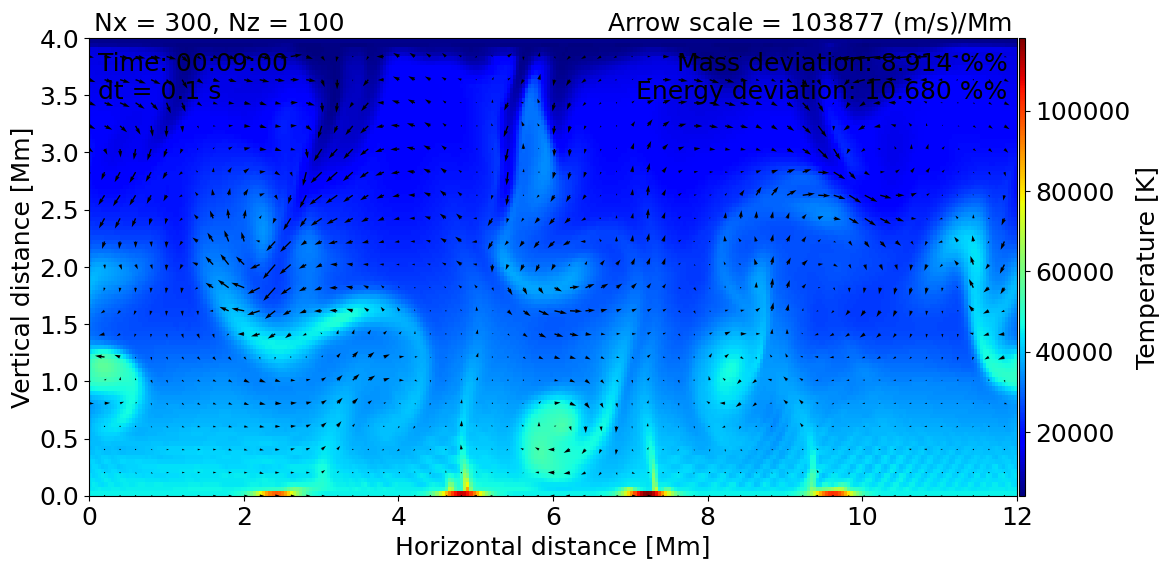 Nx = 300, Nz = 100
Arrow scale = 103877 (m/s)/Mm
Time: 00:09:00
Mass deviation: 8.914 %%
dt = 0.1 s
Energy deviation: 10.680 %%
4.0
3.5
3.0
2.5
2.0
1.5
1.0
0.5
0.0
Vertical distance [Mm]
0 2 4 6 8 10 12
Horizontal distance [Mm]
100000
80000
60000
40000
20000
Temperature [K]